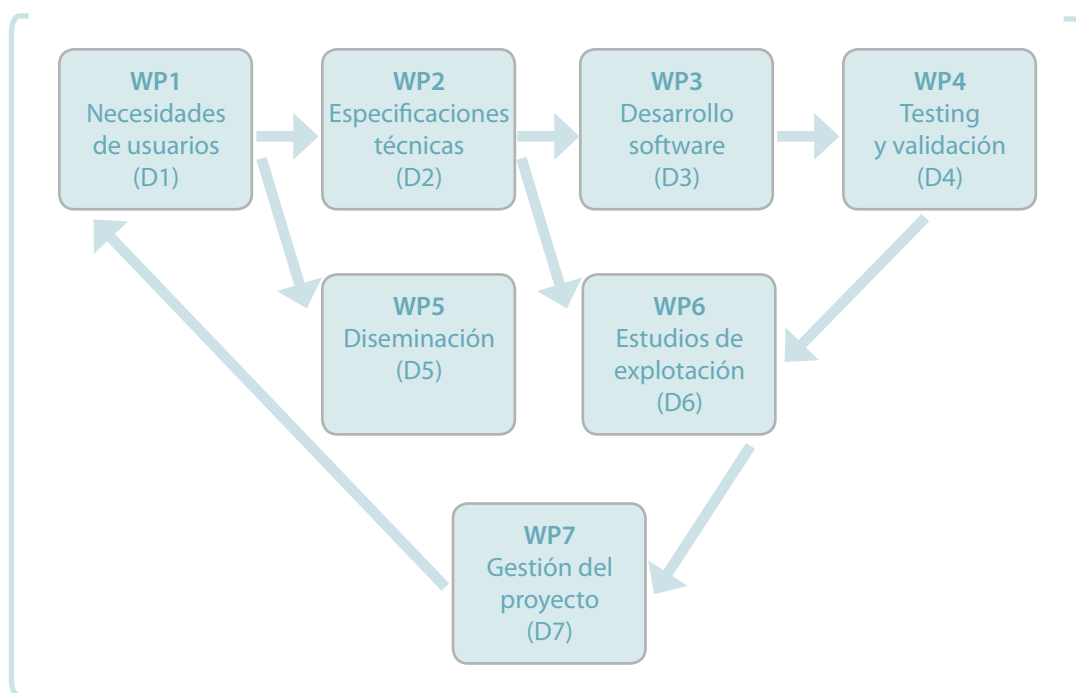 WP1
Necesidades
de usuarios
(D1)
WP2
Especificaciones
técnicas
(D2)
WP3
Desarrollo
software
(D3)
WP4
Testing
y validación
(D4)
WP5
Diseminación
(D5)
WP6
Estudios de
explotación
(D6)
WP7
Gestión del
proyecto
(D7)